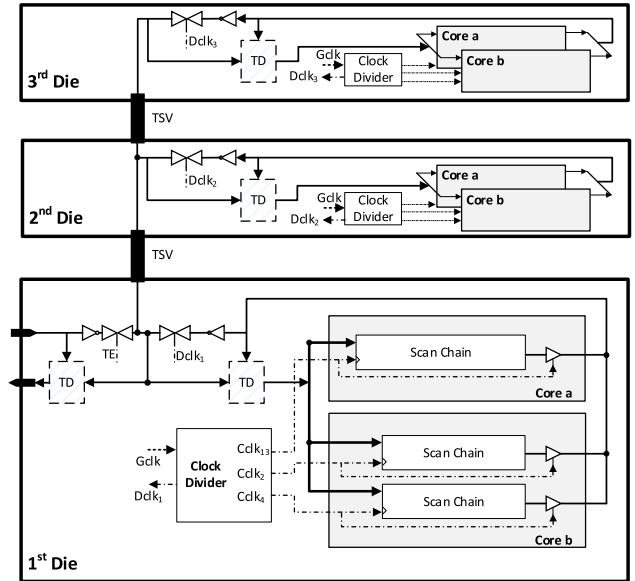 Dclk3
TD
Gclk
Dclk3
Clock
Divider
Core a
Core b
3rd Die
TSV
Dclk2
TD
Gclk
Dclk2
Clock
Divider
Core a
Core b
2nd Die
TSV
TE
Dclk1
TD
TD
Scan Chain
Core a
Gclk
Dclk1
Clock
Divider
Cclk13
Cclk2
Cclk4
Scan Chain
Scan Chain
Core b
1st Die